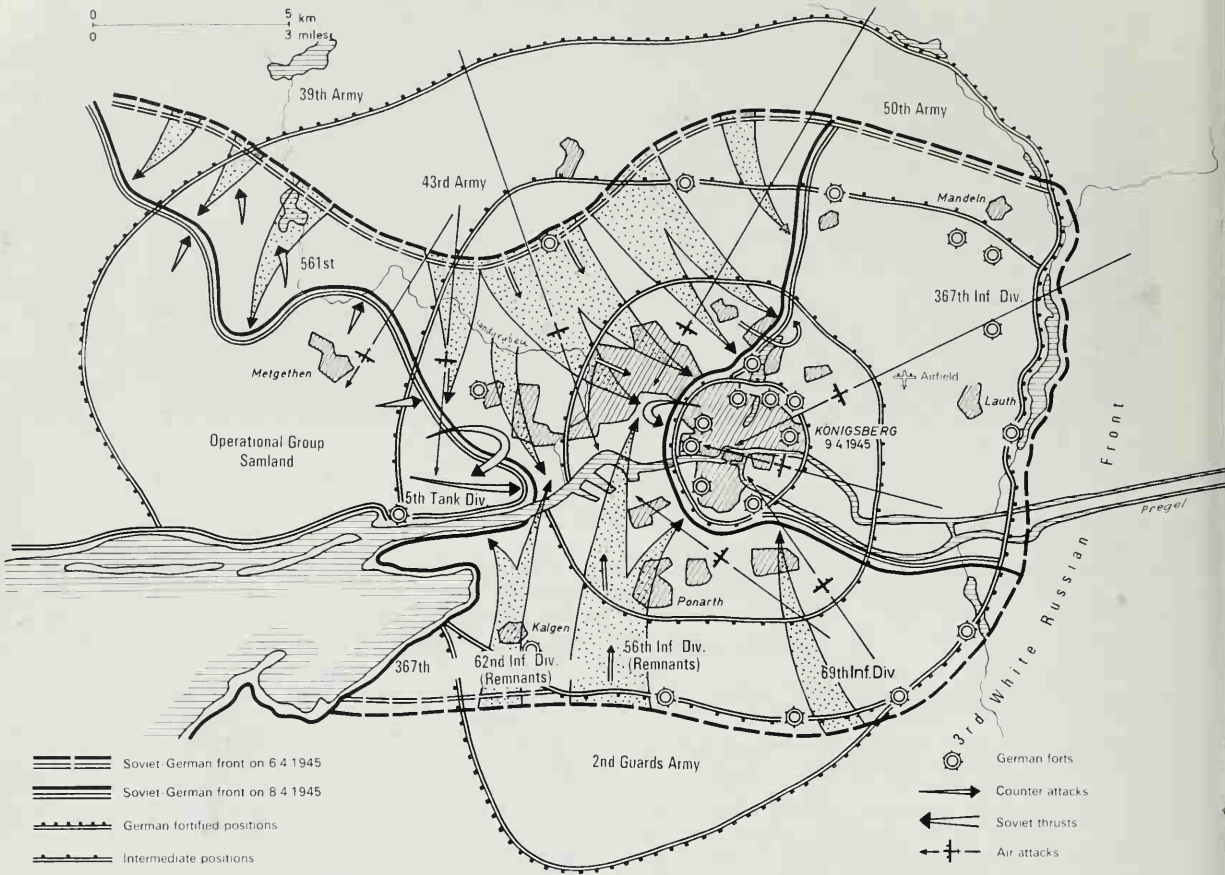 0 5 km
0 3 miles
39th Army
50th Army
43rd Army
Mandeln
561st
367th Inf. Div.
Metgethen
Airfield
Lauth
Operational Group
Samland
KÖNIGSBERG
9 4 1945
5th Tank Div.
Pregel
Ponarth
Kalgen
367th
62nd Inf. Div.
(Remnants)
56th Inf Div.
(Remnants)
69th Inf. Div
3rd White Russian Front
2nd Guards Army
Soviet-German front on 6 4 1945
Soviet-German front on 8 4 1945
German fortified positions
Intermediate positions
German forts
Counter attacks
Soviet thrusts
Air attacks